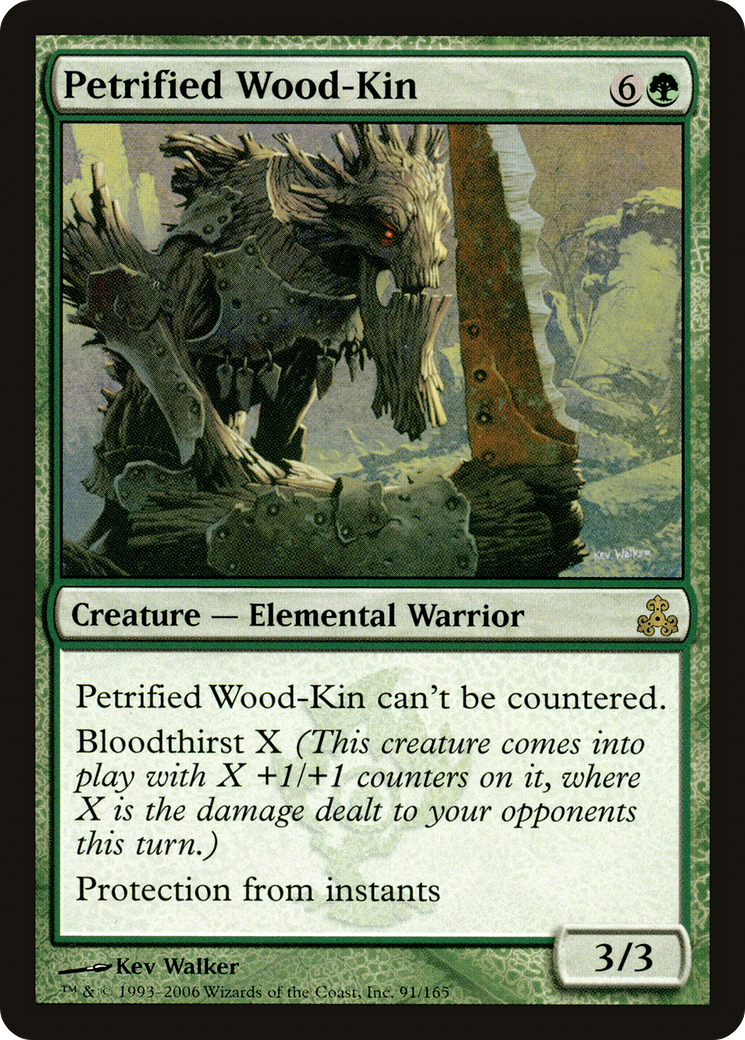 Petrified Wood-Kin 6
KEV WALKER
Creature — Elemental Warrior
Petrified Wood-Kin can't be countered.
Bloodthirst X (This creature comes into
play with X +1/+1 counters on it, where
X is the damage dealt to your opponents
this turn.)
Protection from instants
3/3
Kev Walker
™ & © 1993–2006 Wizards of the Coast, Inc. 91/165